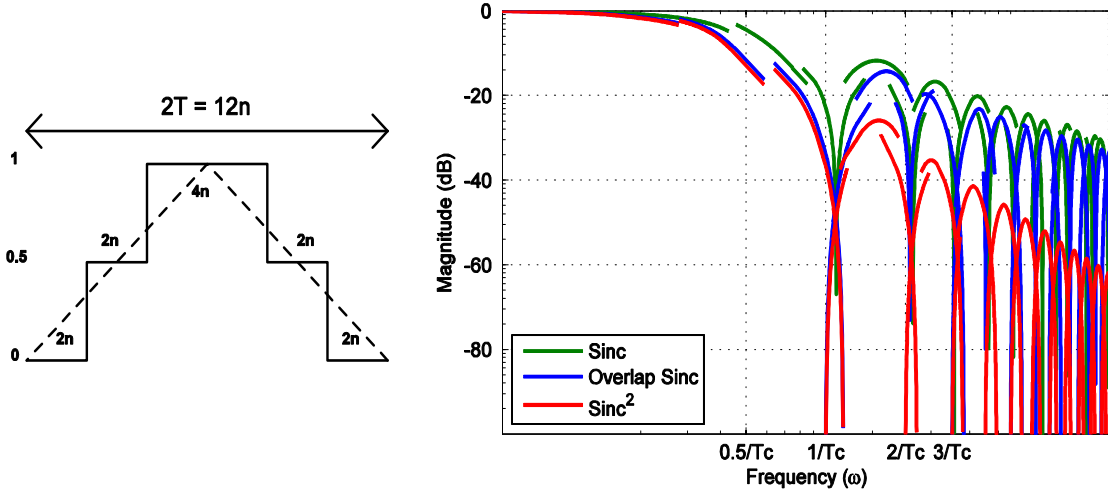 2T = 12n
1
4n
2n
2n
0.5
2n
2n
0
0
-20
-40
-60
-80
Magnitude (dB)
Sinc
Overlap Sinc
Sinc²
0.5/Tc
1/Tc
2/Tc
3/Tc
Frequency (ω)